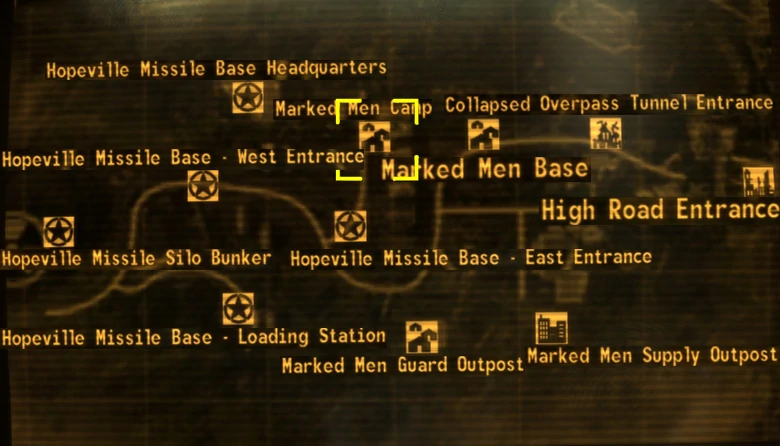 Hopeville Missile Base Headquarters
Marked Men Camp
Collapsed Overpass Tunnel Entrance
Hopeville Missile Base - West Entrance
Marked Men Base
High Road Entrance
Hopeville Missile Silo Bunker
Hopeville Missile Base - East Entrance
Hopeville Missile Base - Loading Station
Marked Men Guard Outpost
Marked Men Supply Outpost